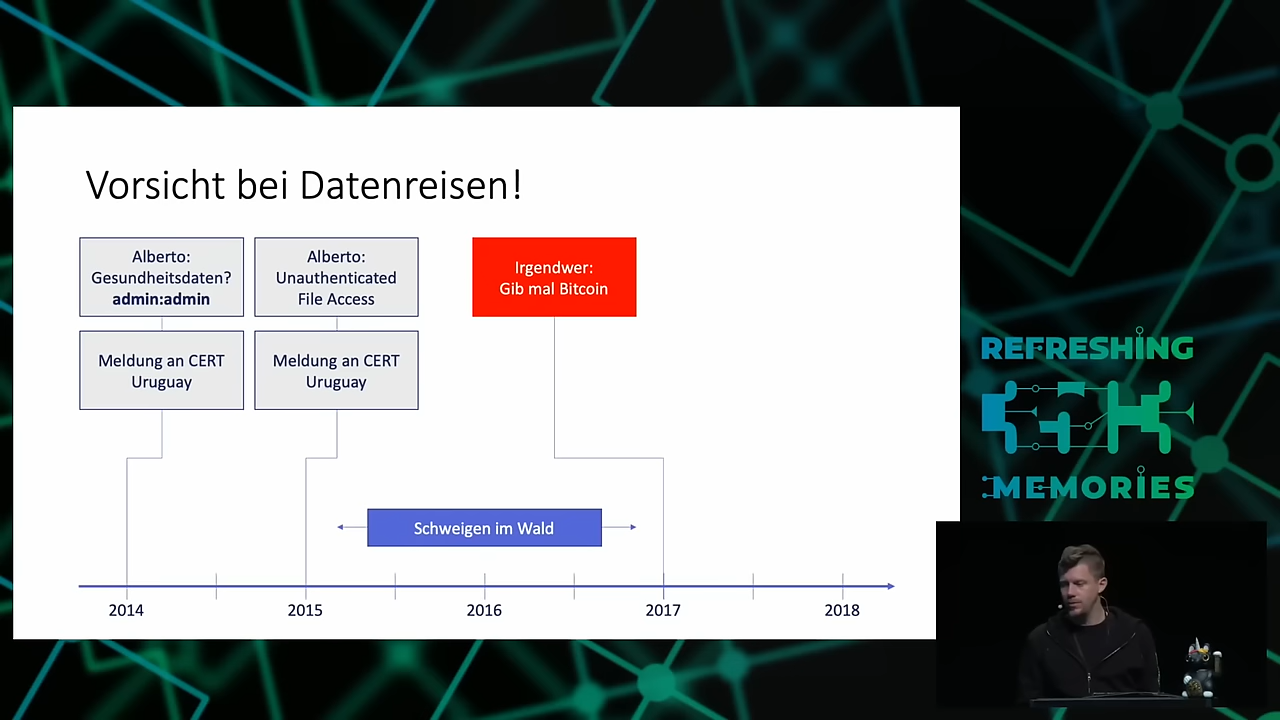 Vorsicht bei Datenreisen!
Alberto:
Gesundheitsdaten?
admin:admin
Alberto:
Unauthenticated
File Access
Irgendwer:
Gib mal Bitcoin
Meldung an CERT
Uruguay
Meldung an CERT
Uruguay
Schweigen im Wald
2014
2015
2016
2017
2018
REFRESHING
MEMORIES